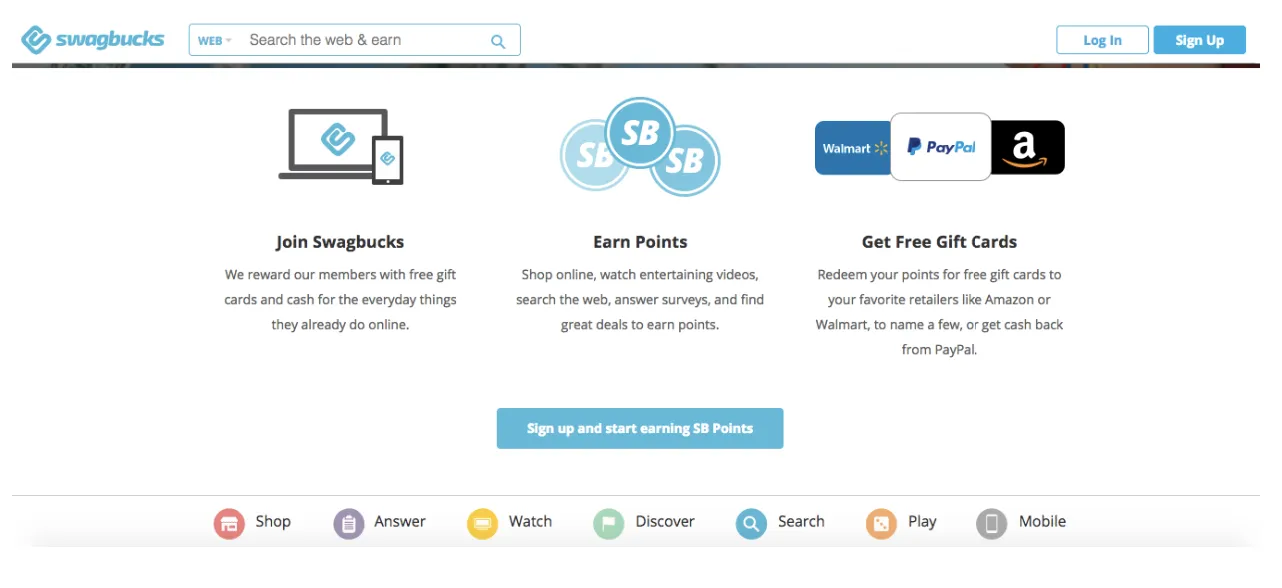 swagbucks
WEB Search the web & earn
Log In
Sign Up
SB SB SB
Walmart PayPal a
Join Swagbucks
We reward our members with free gift
cards and cash for the everyday things
they already do online.
Earn Points
Shop online, watch entertaining videos,
search the web, answer surveys, and find
great deals to earn points.
Get Free Gift Cards
Redeem your points for free gift cards to
your favorite retailers like Amazon or
Walmart, to name a few, or get cash back
from PayPal.
Sign up and start earning SB Points
Shop Answer Watch Discover Search Play Mobile